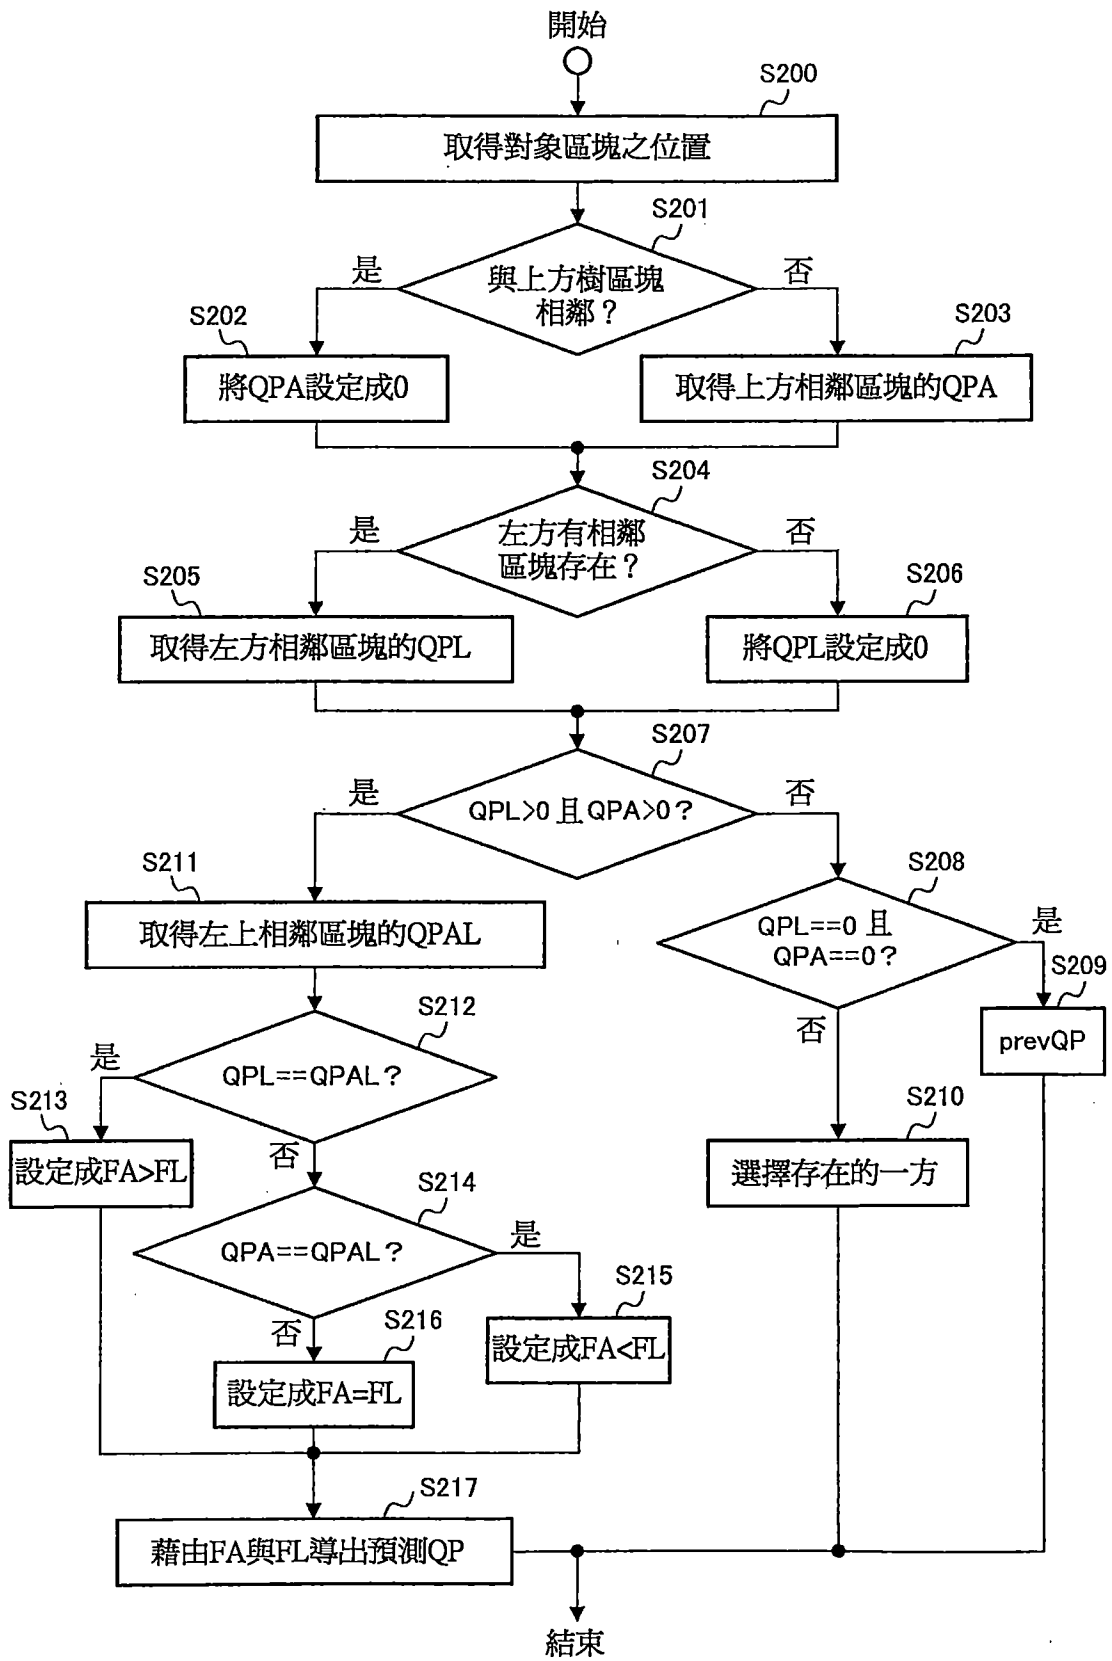 開始
S200
取得對象區塊之位置
S201
與上方樹區塊
相鄰？
是
否
S202
將QPA設定成0
S203
取得上方相鄰區塊的QPA
S204
左方有相鄰
區塊存在？
是
否
S205
取得左方相鄰區塊的QPL
S206
將QPL設定成0
S207
QPL>0 且 QPA>0？
是
否
S211
取得左上相鄰區塊的QPAL
S208
QPL==0 且
QPA==0？
是
否
S209
prevQP
S212
QPL==QPAL？
是
否
S213
設定成FA>FL
S210
選擇存在的一方
S214
QPA==QPAL？
是
否
S215
設定成FA<FL
S216
設定成FA=FL
S217
藉由FA與FL導出預測QP
結束